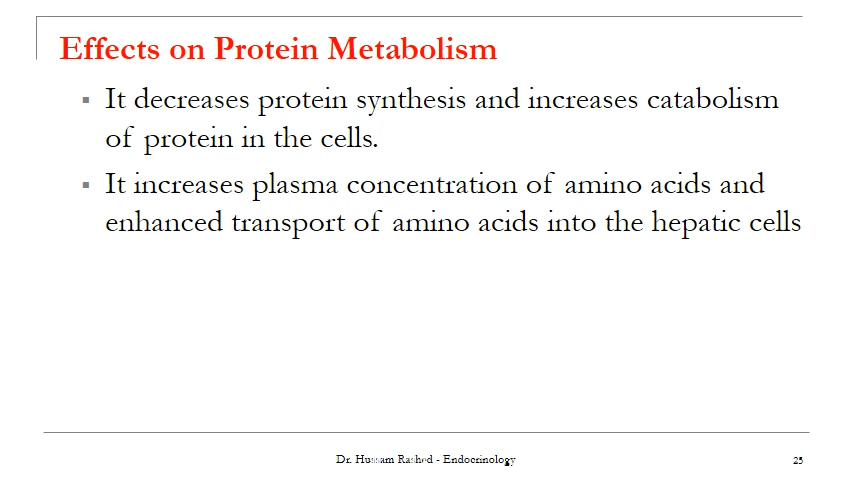 Effects on Protein Metabolism
▪ It decreases protein synthesis and increases catabolism
of protein in the cells.
▪ It increases plasma concentration of amino acids and
enhanced transport of amino acids into the hepatic cells
Dr. Hussam Rashed - Endocrinology
25